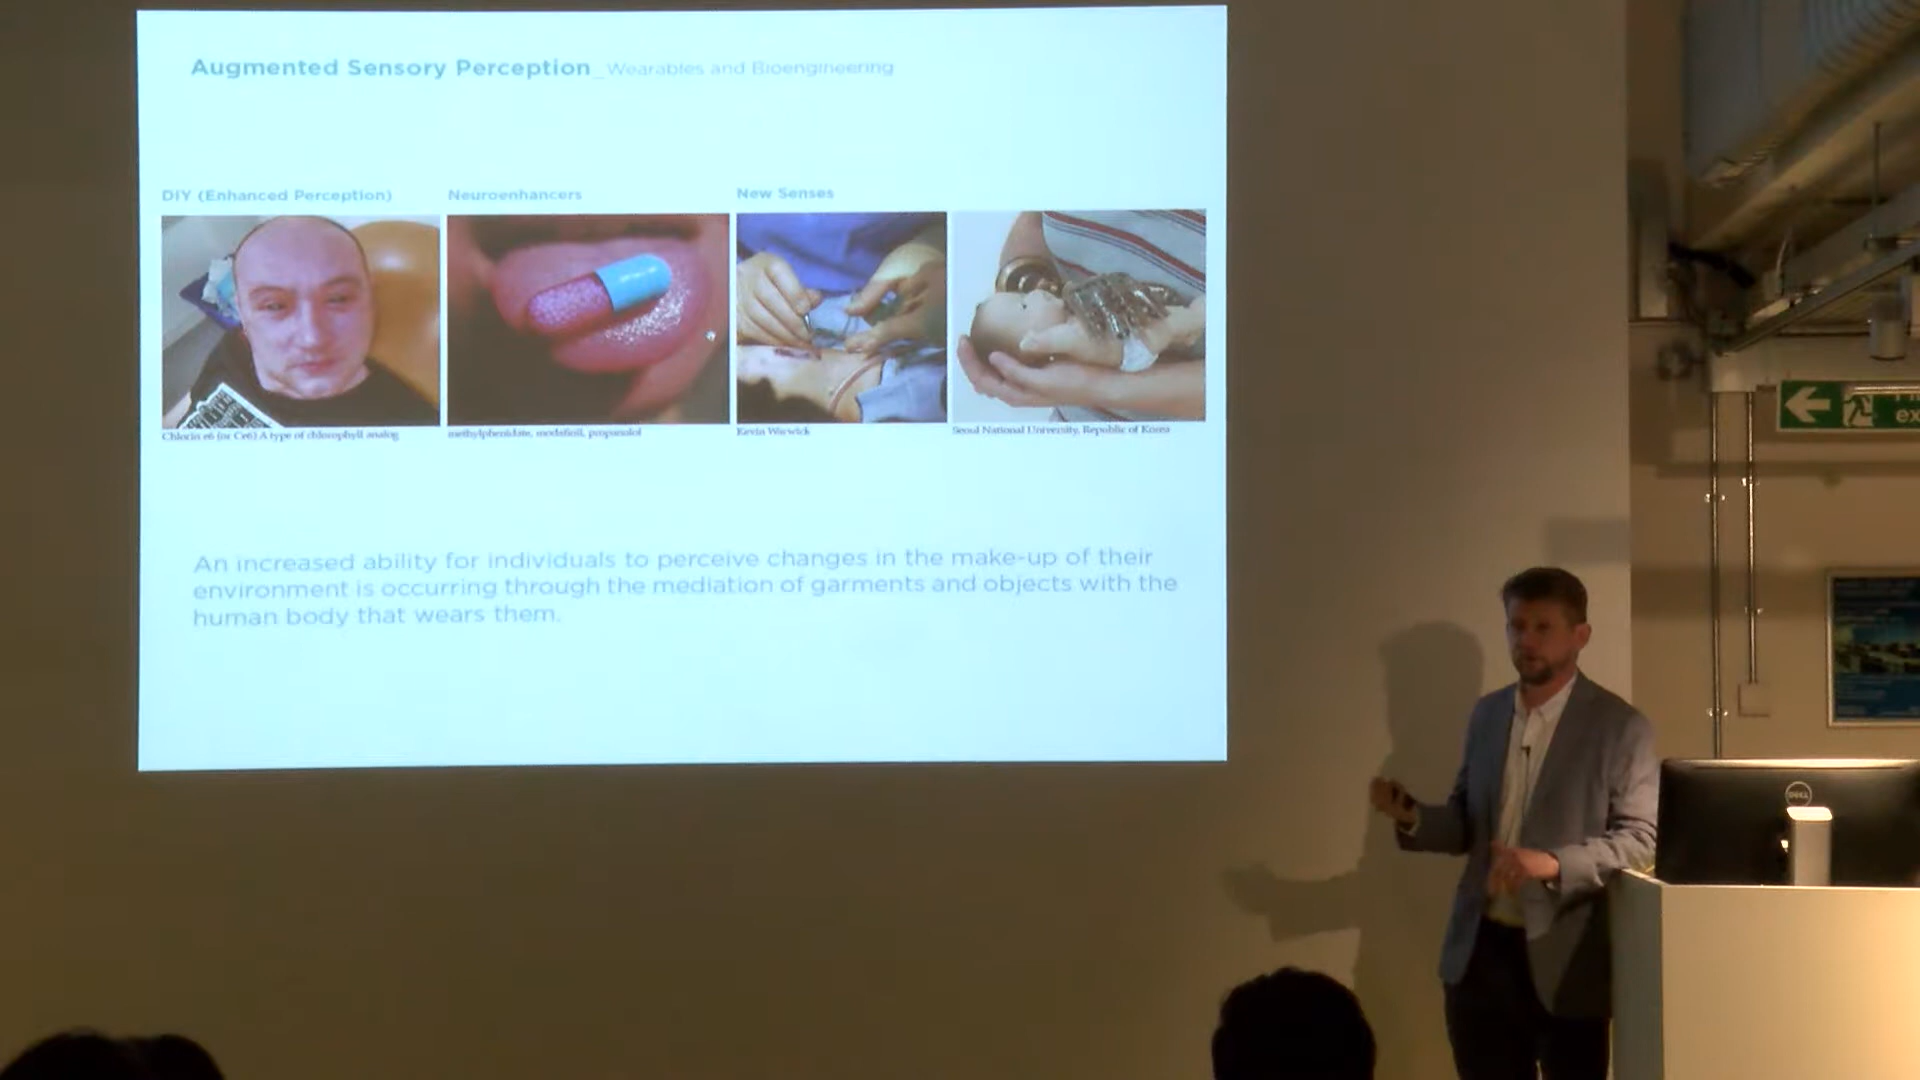 Augmented Sensory Perception_Wearables and Bioengineering
DIY (Enhanced Perception)
Neuroenhancers
New Senses
Chlorin e6 (or Ce6) A type of chlorophyll analog
methylphenidate, modafinil, propanolol
Kevin Warwick
Seoul National University, Republic of Korea
An increased ability for individuals to perceive changes in the make-up of their
environment is occurring through the mediation of garments and objects with the
human body that wears them.
DELL